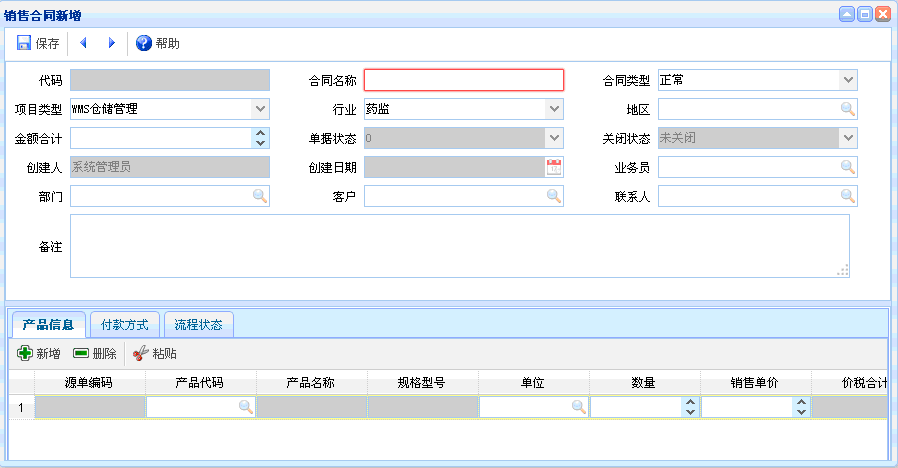 销售合同新增
保存 帮助
代码 合同名称 合同类型 正常
项目类型 WMS仓储管理 行业 药监 地区
金额合计 单据状态 0 关闭状态 未关闭
创建人 系统管理员 创建日期 业务员
部门 客户 联系人
备注
产品信息 付款方式 流程状态
新增 删除 粘贴
源单编码 产品代码 产品名称 规格型号 单位 数量 销售单价 价税合计
1